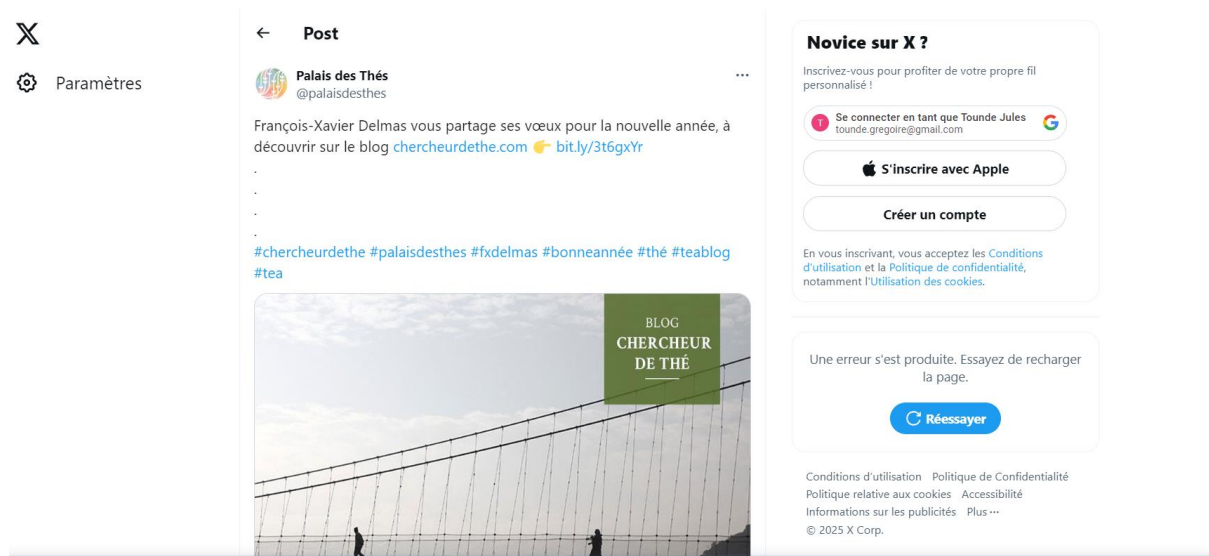 Paramètres
Post
Palais des Thés
@palaisdesthes
François-Xavier Delmas vous partage ses vœux pour la nouvelle année, à
découvrir sur le blog chercheurdethe.com 👉 bit.ly/3t6gxYr
.
.
.
.
#chercheurdethe #palaisdesthes #fxdelmas #bonneannée #thé #teablog
#tea
BLOG
CHERCHEUR
DE THÉ
Novice sur X ?
Inscrivez-vous pour profiter de votre propre fil
personnalisé !
T
Se connecter en tant que Tounde Jules
tounde.gregoire@gmail.com
S'inscrire avec Apple
Créer un compte
En vous inscrivant, vous acceptez les Conditions
d'utilisation et la Politique de confidentialité,
notamment l'Utilisation des cookies.
Une erreur s'est produite. Essayez de recharger
la page.
Réessayer
Conditions d'utilisation Politique de Confidentialité
Politique relative aux cookies Accessibilité
Informations sur les publicités Plus ···
© 2025 X Corp.